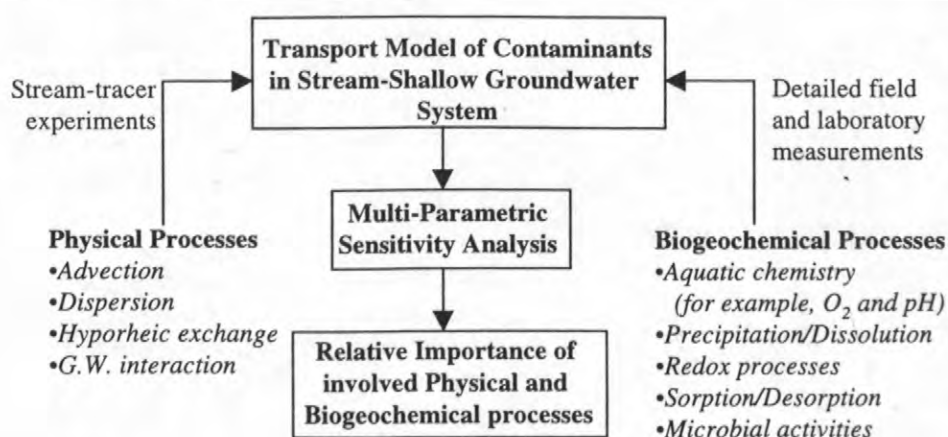 Transport Model of Contaminants
in Stream-Shallow Groundwater
System
Stream-tracer
experiments
Detailed field
and laboratory
measurements
Multi-Parametric
Sensitivity Analysis
Physical Processes
•Advection
•Dispersion
•Hyporheic exchange
•G.W. interaction
Biogeochemical Processes
•Aquatic chemistry
(for example, O₂ and pH)
•Precipitation/Dissolution
•Redox processes
•Sorption/Desorption
•Microbial activities
Relative Importance of
involved Physical and
Biogeochemical processes